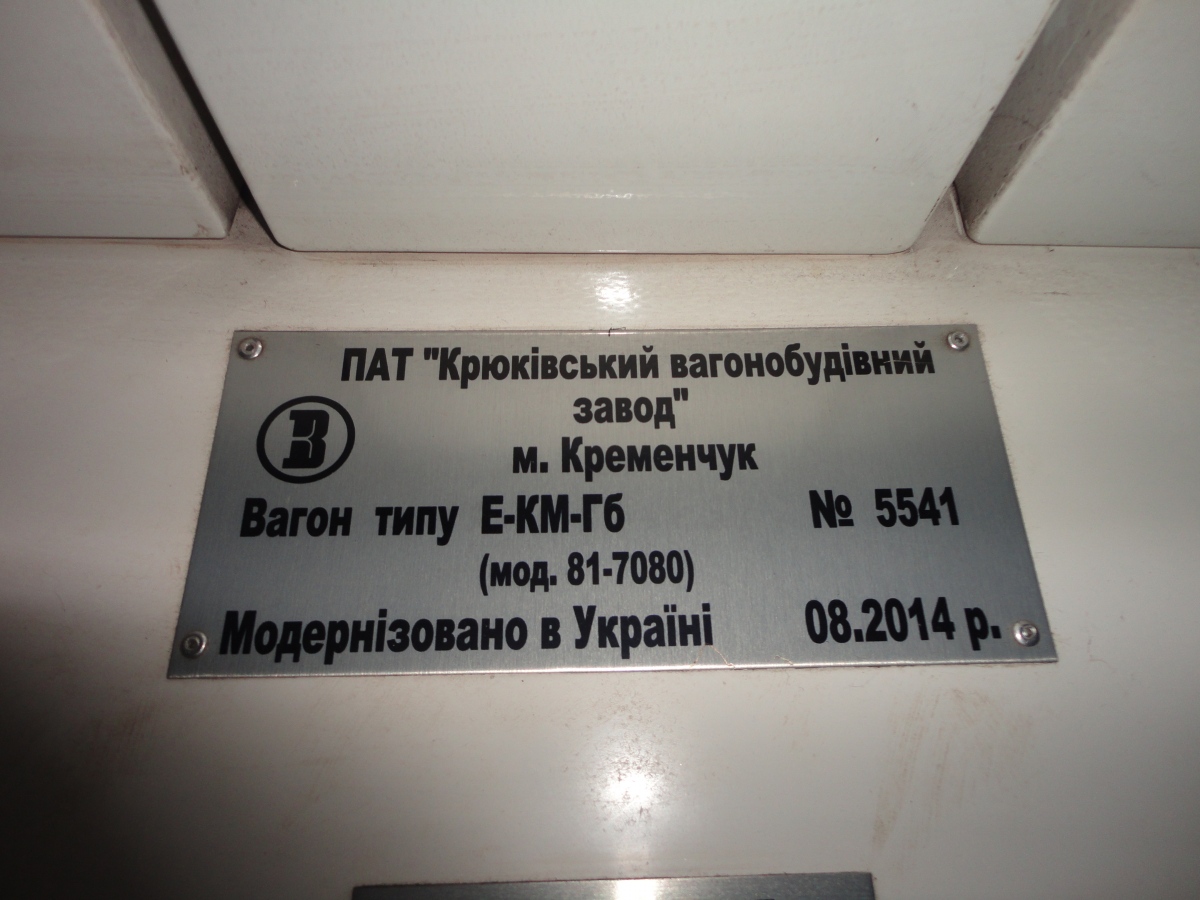 ПАТ "Крюківський вагонобудівний
завод"
В
м. Кременчук
Вагон типу Е-КМ-Гб № 5541
(мод. 81-7080)
Модернізовано в Україні 08.2014 р.